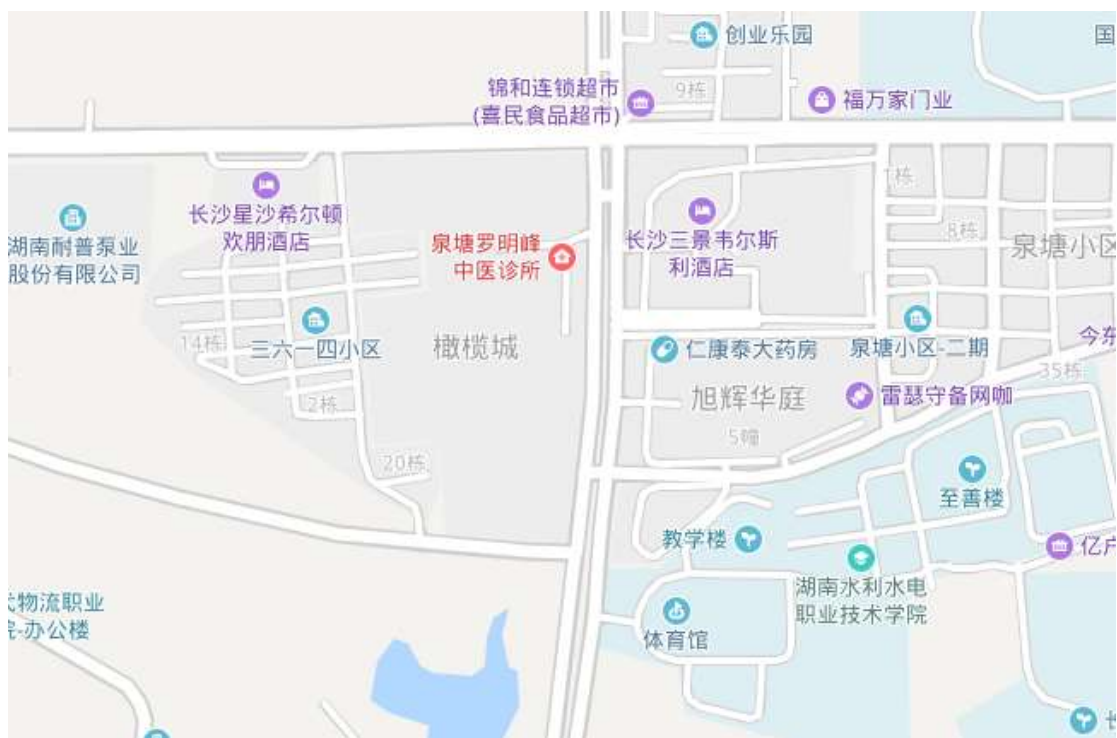 创业乐园
国
锦和连锁超市
(喜民食品超市)
9栋
福万家门业
长沙星沙希尔顿
欢朋酒店
湖南耐普泵业
股份有限公司
泉塘罗明峰
中医诊所
长沙三景韦尔斯
利酒店
8栋
泉塘小区
14栋
三六一四小区
橄榄城
仁康泰大药房
泉塘小区-二期
今东
35栋
2栋
旭辉华庭
雷瑟守备网咖
5幢
20栋
至善楼
教学楼
亿户
湖南水利水电
职业技术学院
物流职业
-办公楼
体育馆